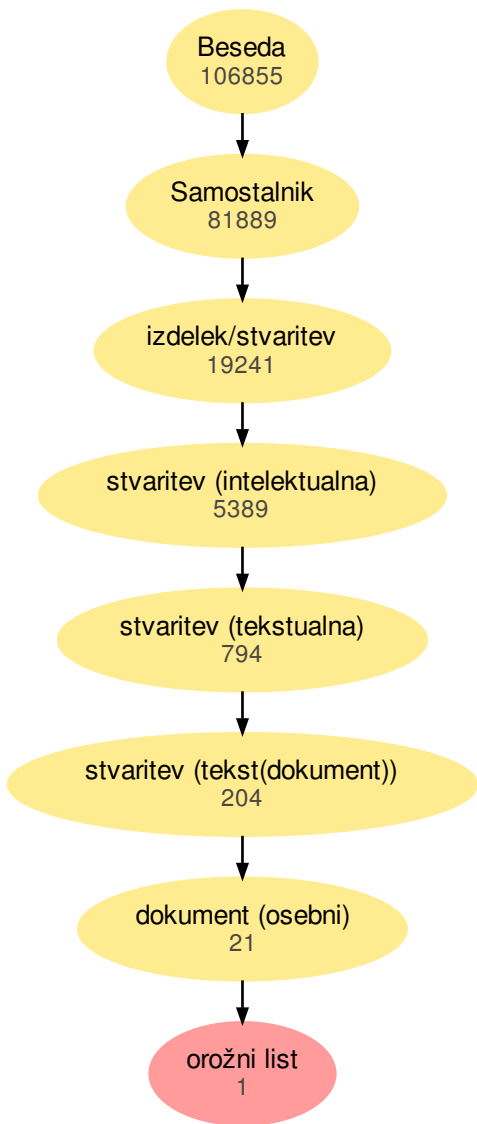 Beseda
106855
Samostalnik
81889
izdelek/stvaritev
19241
stvaritev (intelektualna)
5389
stvaritev (tekstualna)
794
stvaritev (tekst(dokument))
204
dokument (osebni)
21
orožni list
1